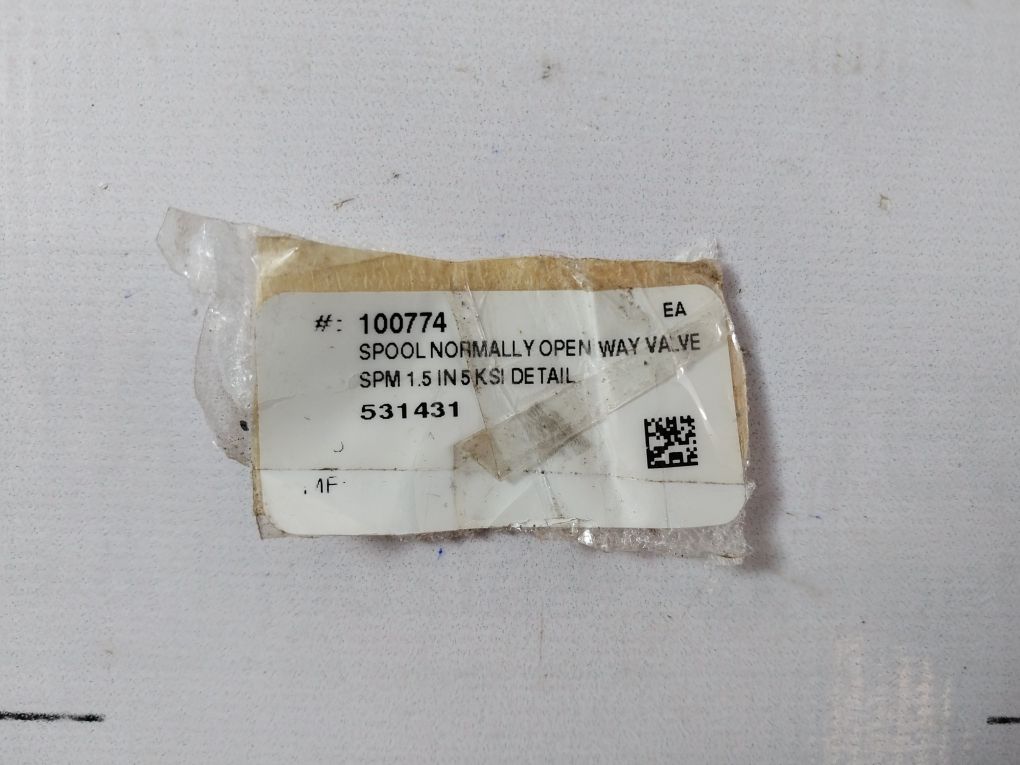 #: 100774 EA
SPOOL NORMALLY OPEN WAY VALVE
SPM 1.5 IN 5 KSI DETAIL
531431